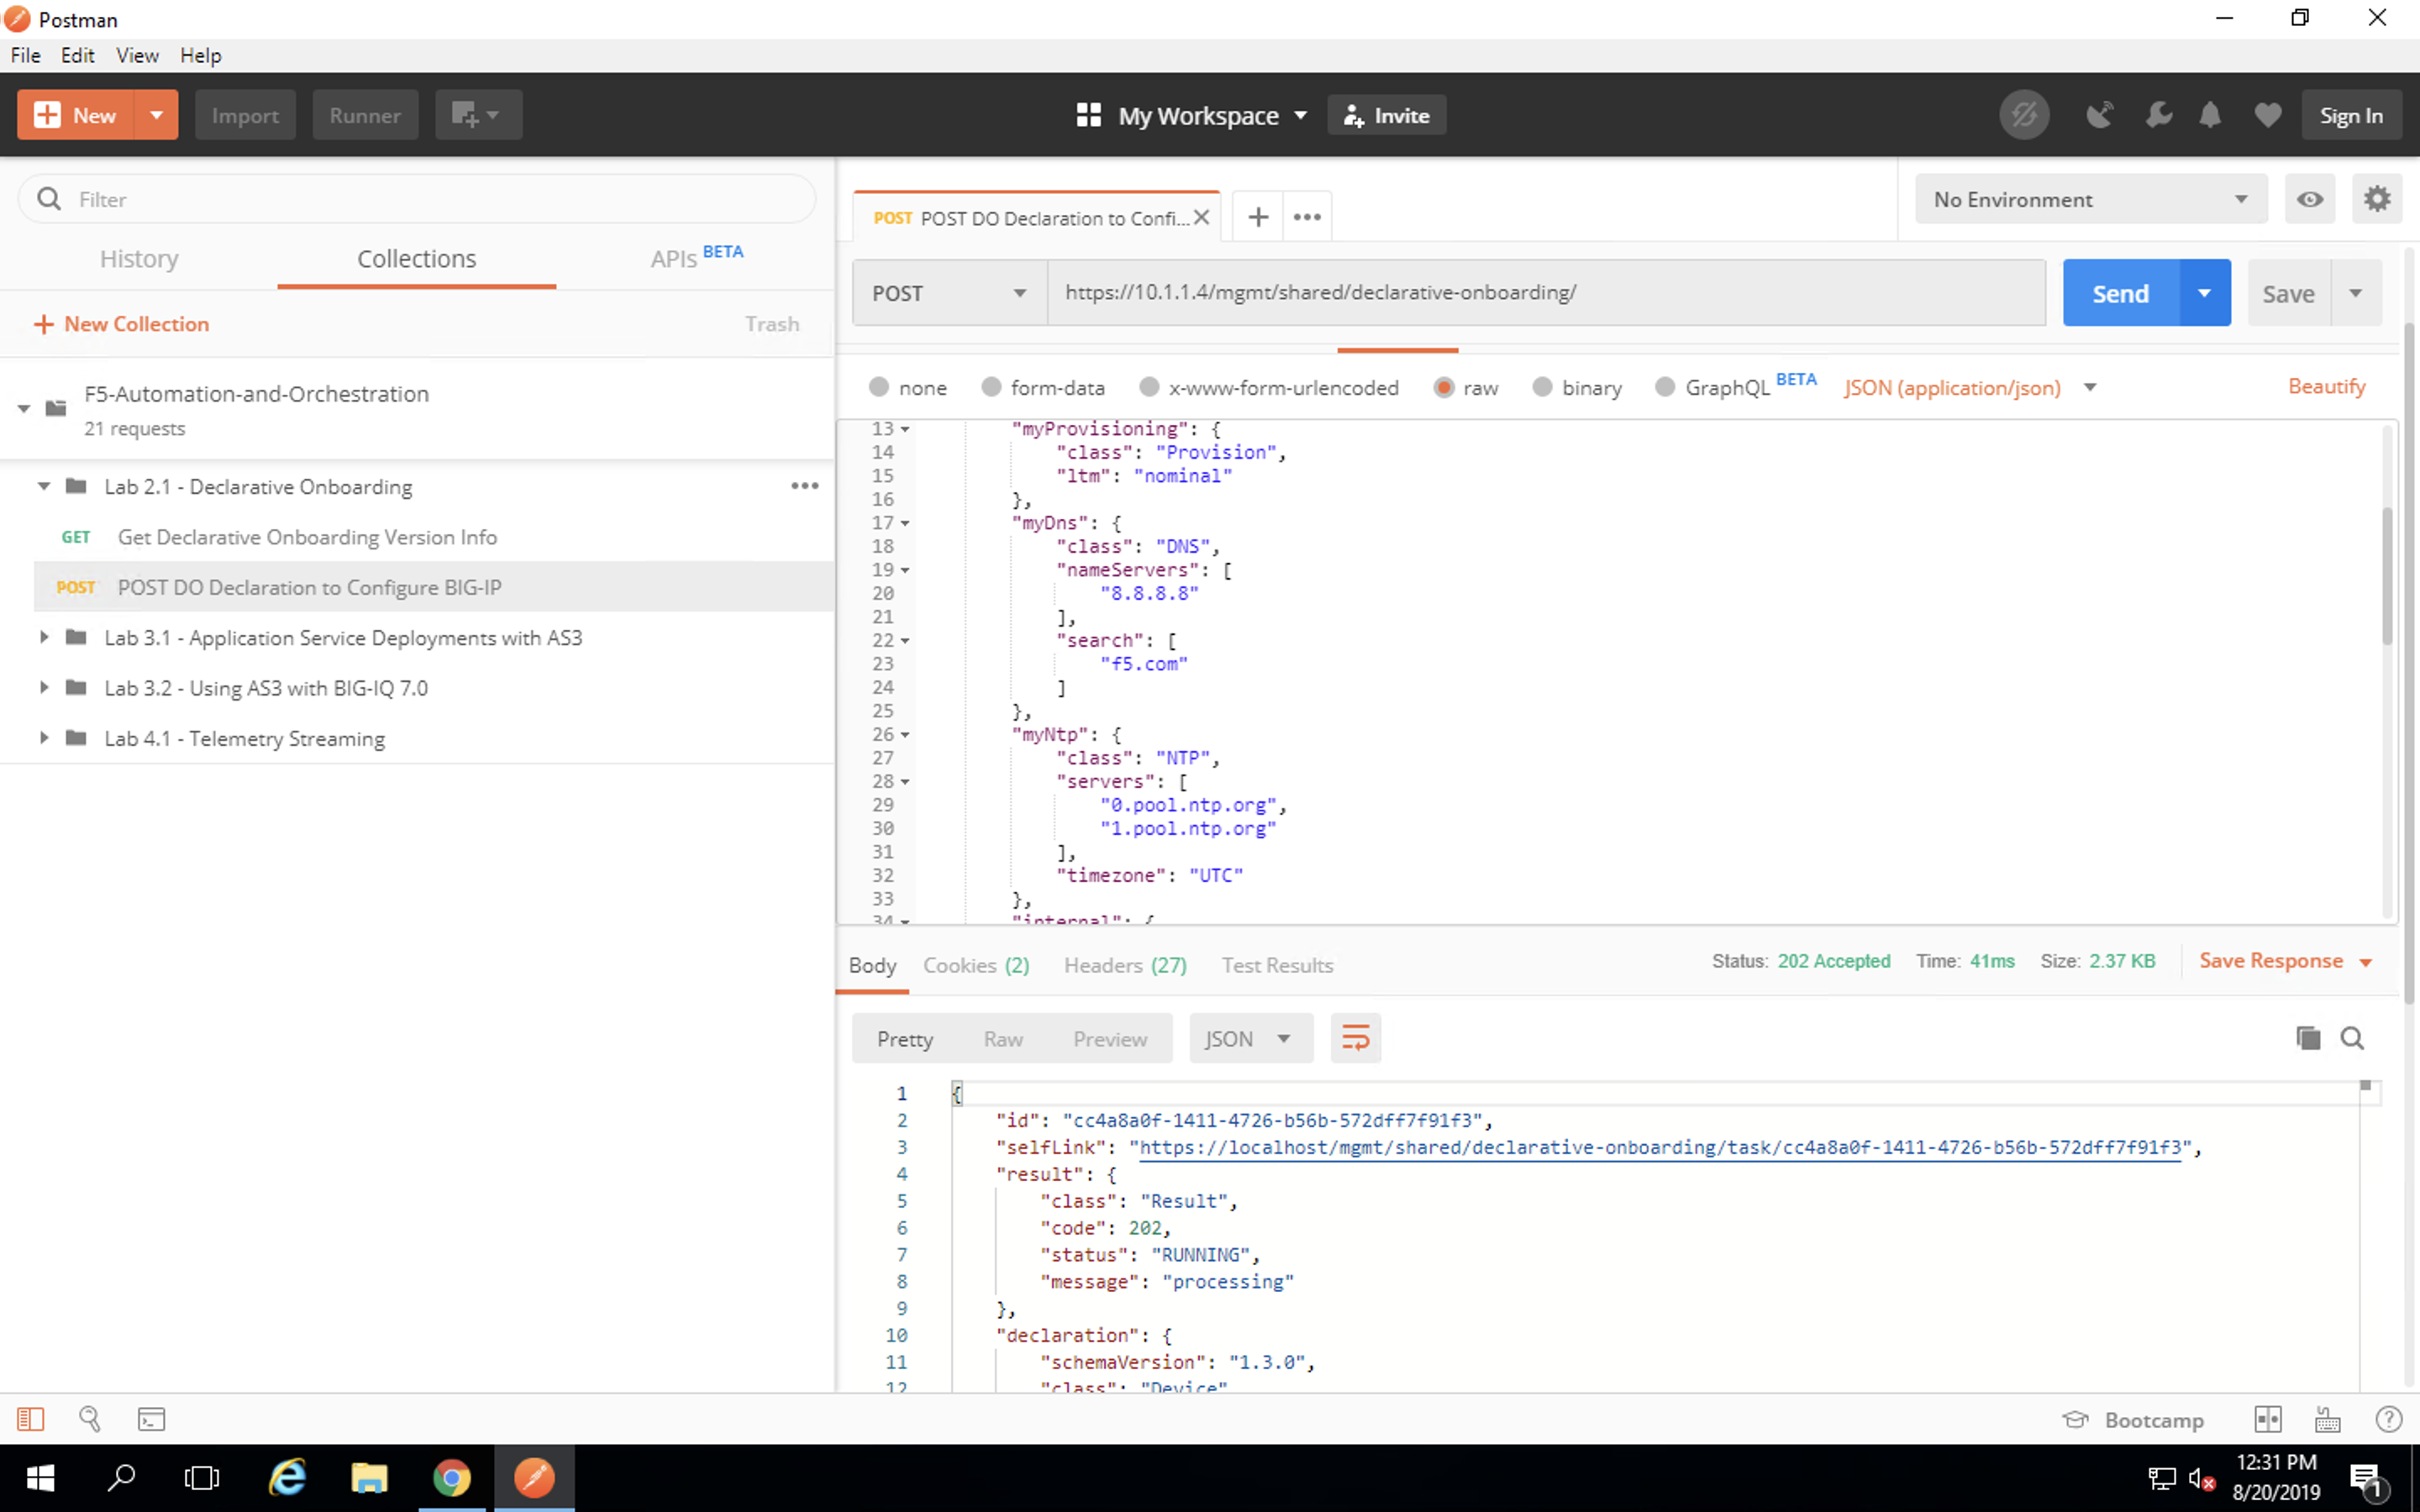 Postman
File Edit View Help
New Import Runner My Workspace Invite Sign In
Filter
History Collections APIs BETA
+ New Collection Trash
F5-Automation-and-Orchestration
21 requests
Lab 2.1 - Declarative Onboarding
GET Get Declarative Onboarding Version Info
POST POST DO Declaration to Configure BIG-IP
Lab 3.1 - Application Service Deployments with AS3
Lab 3.2 - Using AS3 with BIG-IQ 7.0
Lab 4.1 - Telemetry Streaming
POST POST DO Declaration to Confi...
No Environment
POST https://10.1.1.4/mgmt/shared/declarative-onboarding/ Send Save
none form-data x-www-form-urlencoded raw binary GraphQL BETA JSON (application/json) Beautify
13 "myProvisioning": {
14 "class": "Provision",
15 "ltm": "nominal"
16 },
17 "myDns": {
18 "class": "DNS",
19 "nameServers": [
20 "8.8.8.8"
21 ],
22 "search": [
23 "f5.com"
24 ]
25 },
26 "myNtp": {
27 "class": "NTP",
28 "servers": [
29 "0.pool.ntp.org",
30 "1.pool.ntp.org"
31 ],
32 "timezone": "UTC"
33 },
34 "internal": {
Body Cookies (2) Headers (27) Test Results Status: 202 Accepted Time: 41ms Size: 2.37 KB Save Response
Pretty Raw Preview JSON
1 {
2 "id": "cc4a8a0f-1411-4726-b56b-572dff7f91f3",
3 "selfLink": "https://localhost/mgmt/shared/declarative-onboarding/task/cc4a8a0f-1411-4726-b56b-572dff7f91f3",
4 "result": {
5 "class": "Result",
6 "code": 202,
7 "status": "RUNNING",
8 "message": "processing"
9 },
10 "declaration": {
11 "schemaVersion": "1.3.0",
12 "class": "Device"
Bootcamp
12:31 PM
8/20/2019
1